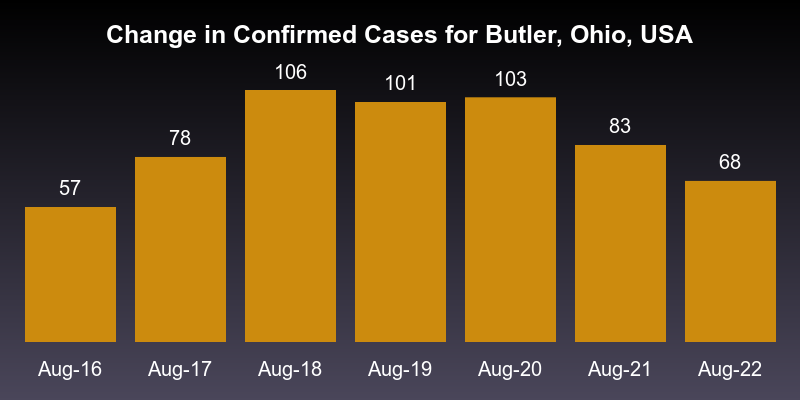 Change in Confirmed Cases for Butler, Ohio, USA
57
78
106
101
103
83
68
Aug-16
Aug-17
Aug-18
Aug-19
Aug-20
Aug-21
Aug-22